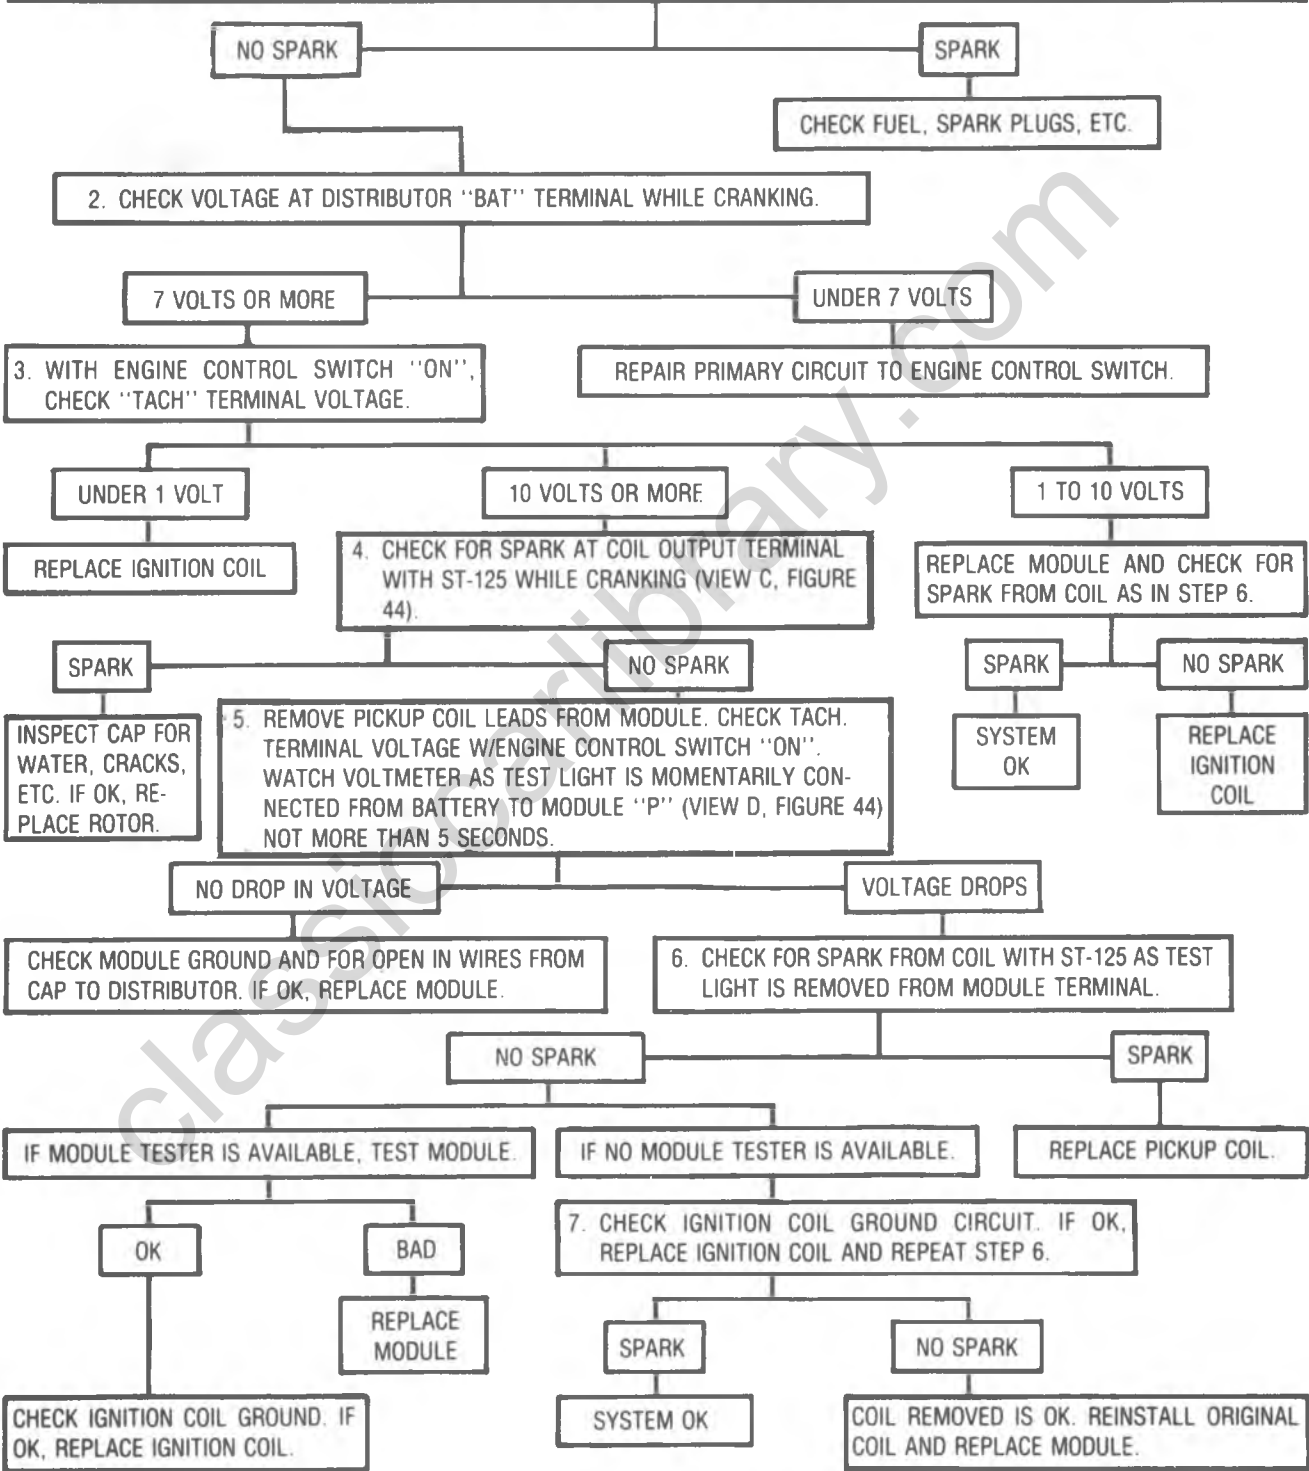 NO SPARK
SPARK
CHECK FUEL, SPARK PLUGS, ETC.
2. CHECK VOLTAGE AT DISTRIBUTOR "BAT" TERMINAL WHILE CRANKING.
7 VOLTS OR MORE
UNDER 7 VOLTS
3. WITH ENGINE CONTROL SWITCH "ON",
CHECK "TACH" TERMINAL VOLTAGE.
REPAIR PRIMARY CIRCUIT TO ENGINE CONTROL SWITCH.
UNDER 1 VOLT
10 VOLTS OR MORE
1 TO 10 VOLTS
REPLACE IGNITION COIL
4. CHECK FOR SPARK AT COIL OUTPUT TERMINAL
WITH ST-125 WHILE CRANKING (VIEW C, FIGURE
44).
REPLACE MODULE AND CHECK FOR
SPARK FROM COIL AS IN STEP 6.
SPARK
NO SPARK
SPARK
NO SPARK
INSPECT CAP FOR
WATER, CRACKS,
ETC. IF OK, RE-
PLACE ROTOR.
5. REMOVE PICKUP COIL LEADS FROM MODULE. CHECK TACH.
TERMINAL VOLTAGE W/ENGINE CONTROL SWITCH "ON".
WATCH VOLTMETER AS TEST LIGHT IS MOMENTARILY CON-
NECTED FROM BATTERY TO MODULE "P" (VIEW D, FIGURE 44)
NOT MORE THAN 5 SECONDS.
SYSTEM
OK
REPLACE
IGNITION
COIL
NO DROP IN VOLTAGE
VOLTAGE DROPS
CHECK MODULE GROUND AND FOR OPEN IN WIRES FROM
CAP TO DISTRIBUTOR. IF OK, REPLACE MODULE.
6. CHECK FOR SPARK FROM COIL WITH ST-125 AS TEST
LIGHT IS REMOVED FROM MODULE TERMINAL.
NO SPARK
SPARK
IF MODULE TESTER IS AVAILABLE, TEST MODULE.
IF NO MODULE TESTER IS AVAILABLE.
REPLACE PICKUP COIL.
OK
BAD
7. CHECK IGNITION COIL GROUND CIRCUIT. IF OK,
REPLACE IGNITION COIL AND REPEAT STEP 6.
REPLACE
MODULE
SPARK
NO SPARK
CHECK IGNITION COIL GROUND. IF
OK, REPLACE IGNITION COIL.
SYSTEM OK
COIL REMOVED IS OK. REINSTALL ORIGINAL
COIL AND REPLACE MODULE.
classiccarlibrary.com